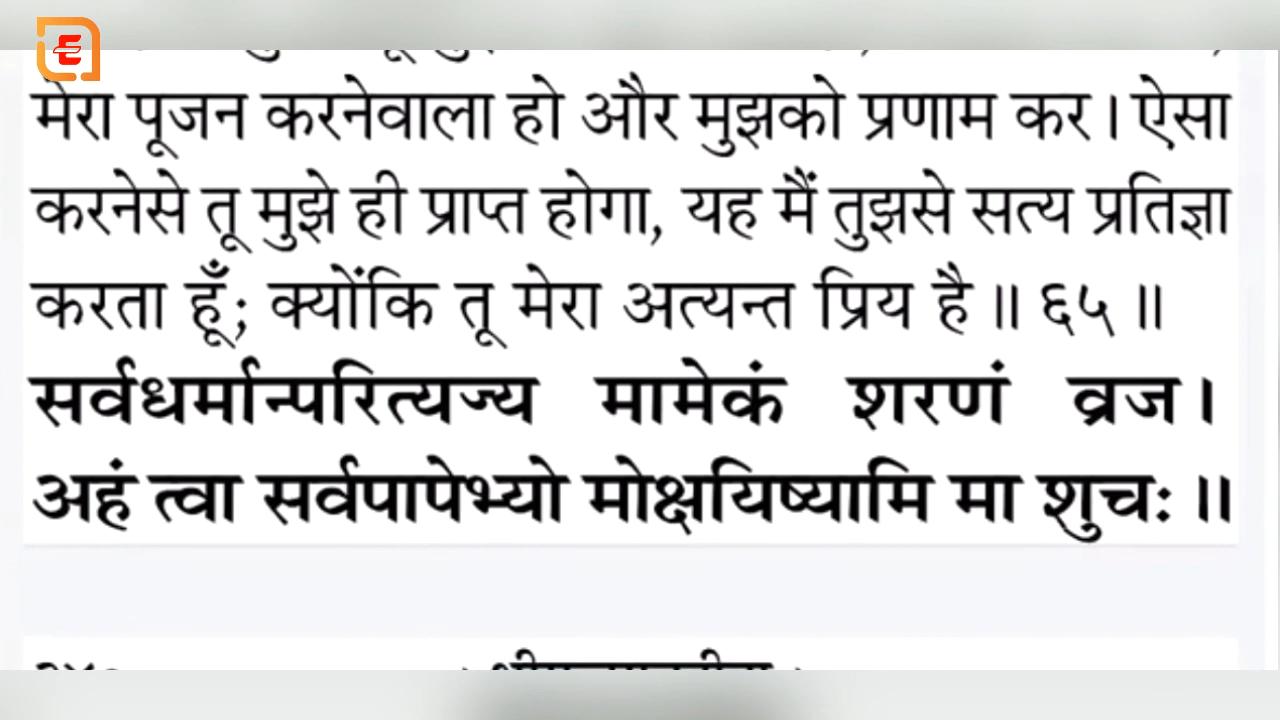 मेरा पूजन करनेवाला हो और मुझको प्रणाम कर। ऐसा
करनेसे तू मुझे ही प्राप्त होगा, यह मैं तुझसे सत्य प्रतिज्ञा
करता हूँ; क्योंकि तू मेरा अत्यन्त प्रिय है॥ ६५॥
सर्वधर्मान्परित्यज्य मामेकं शरणं व्रज।
अहं त्वा सर्वपापेभ्यो मोक्षयिष्यामि मा शुचः॥